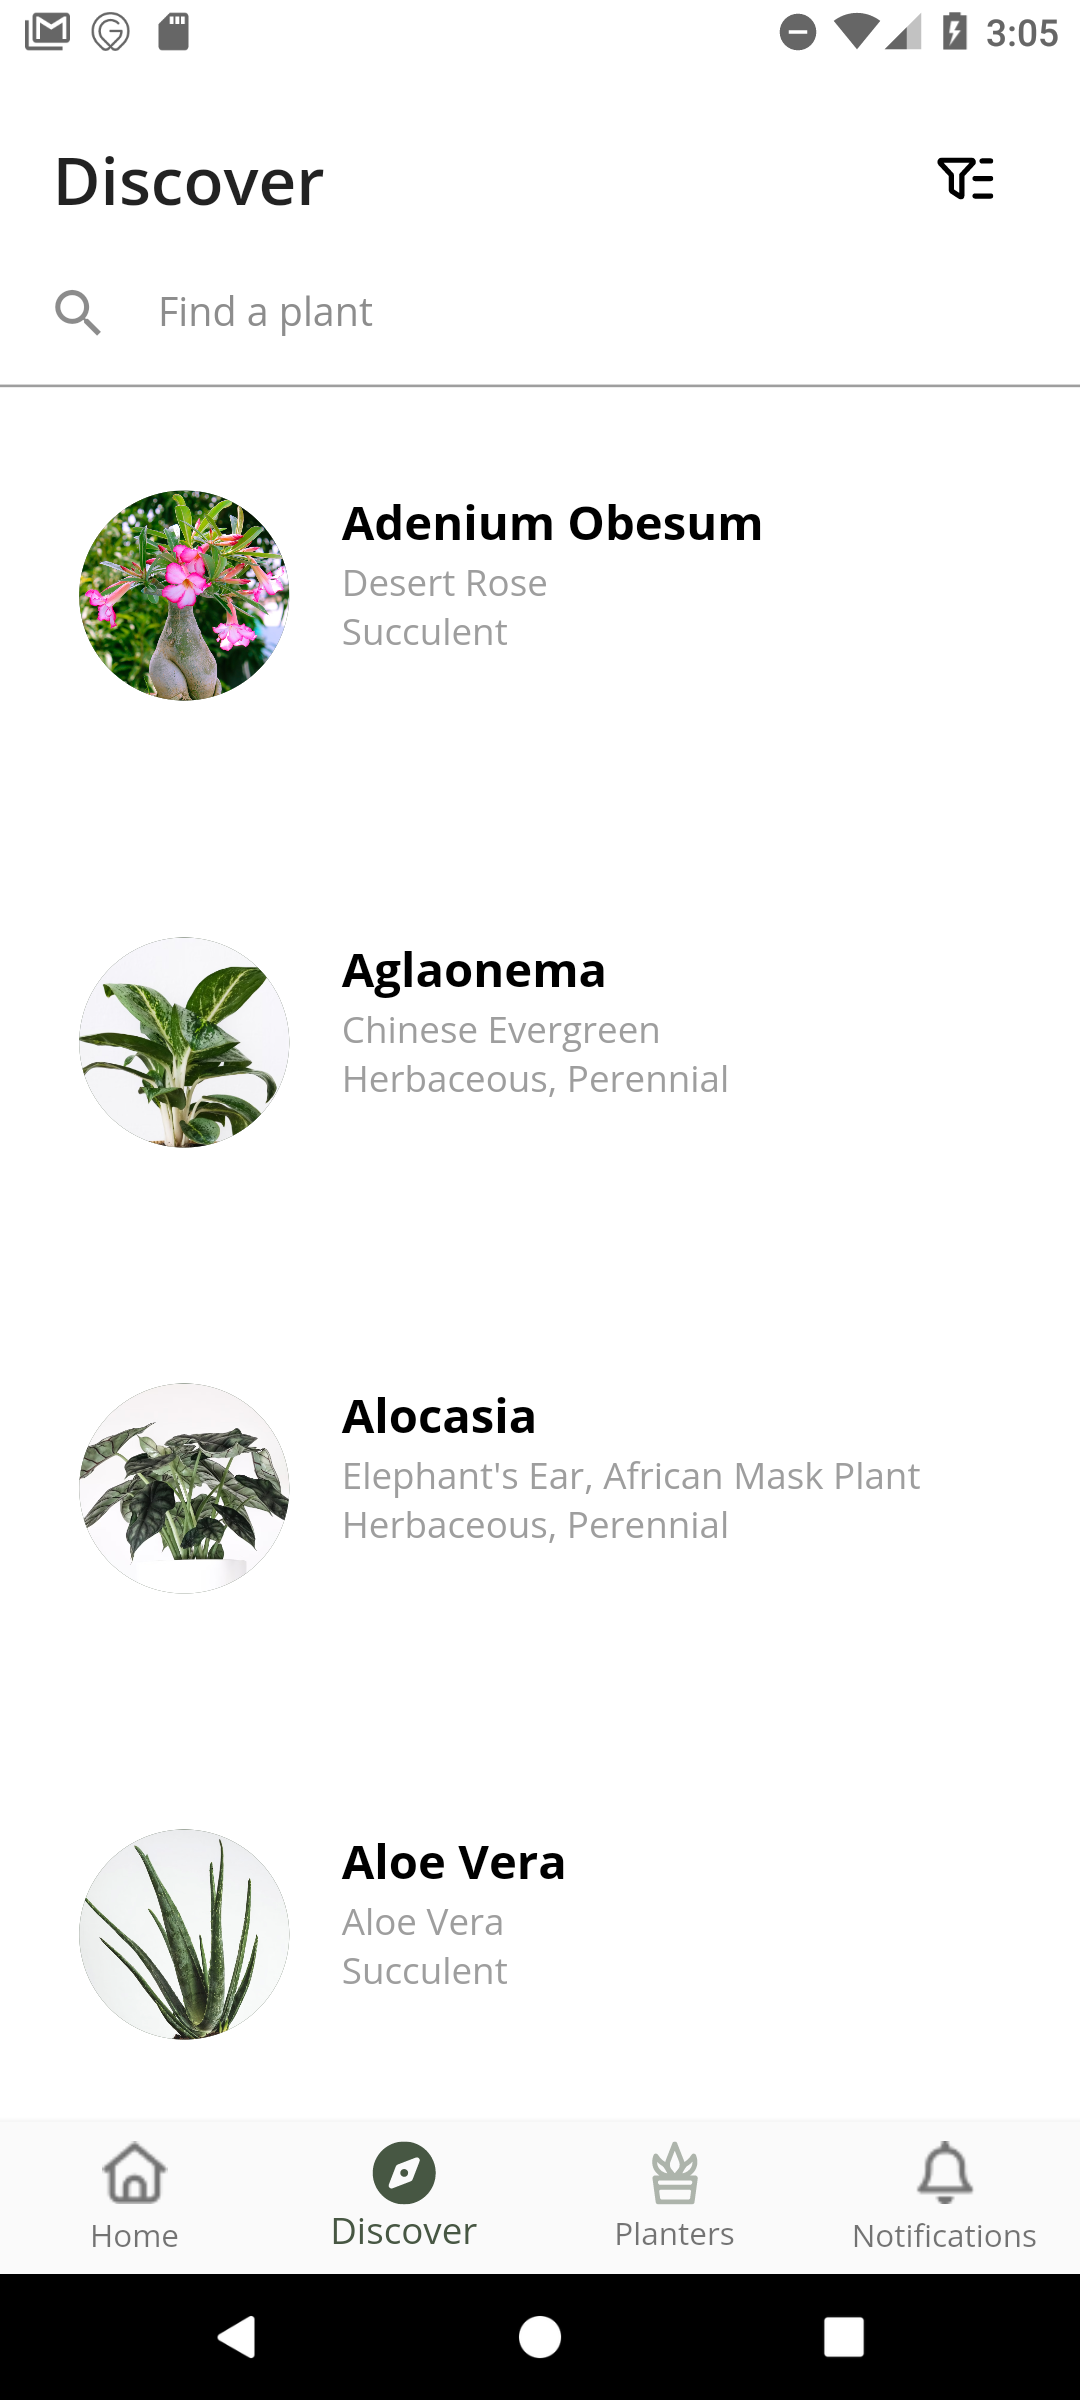 3:05
Discover
Find a plant
Adenium Obesum
Desert Rose
Succulent
Aglaonema
Chinese Evergreen
Herbaceous, Perennial
Alocasia
Elephant's Ear, African Mask Plant
Herbaceous, Perennial
Aloe Vera
Aloe Vera
Succulent
Home
Discover
Planters
Notifications